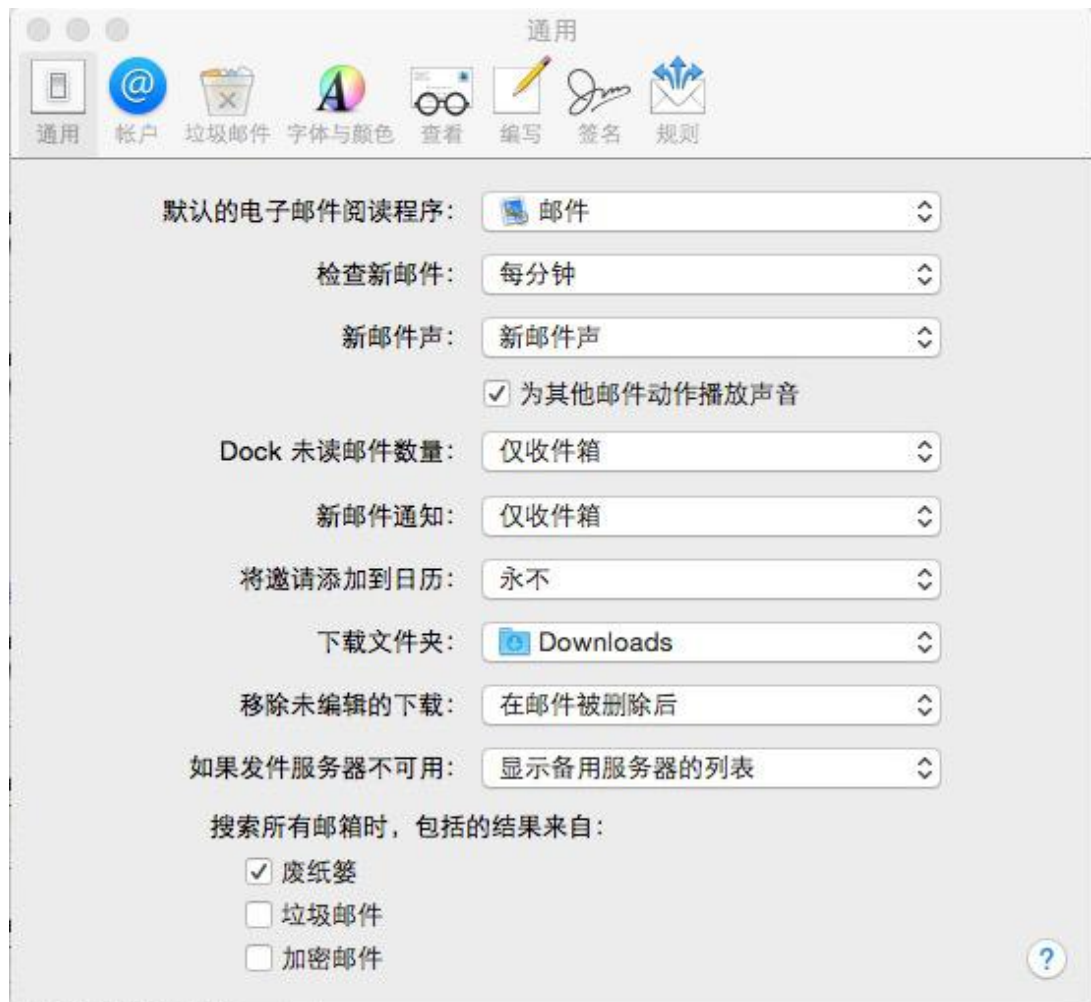 通用
通用 帐户 垃圾邮件 字体与颜色 查看 编写 签名 规则
默认的电子邮件阅读程序： 邮件
检查新邮件： 每分钟
新邮件声： 新邮件声
为其他邮件动作播放声音
Dock 未读邮件数量： 仅收件箱
新邮件通知： 仅收件箱
将邀请添加到日历： 永不
下载文件夹： Downloads
移除未编辑的下载： 在邮件被删除后
如果发件服务器不可用： 显示备用服务器的列表
搜索所有邮箱时，包括的结果来自：
废纸篓
垃圾邮件
加密邮件
?